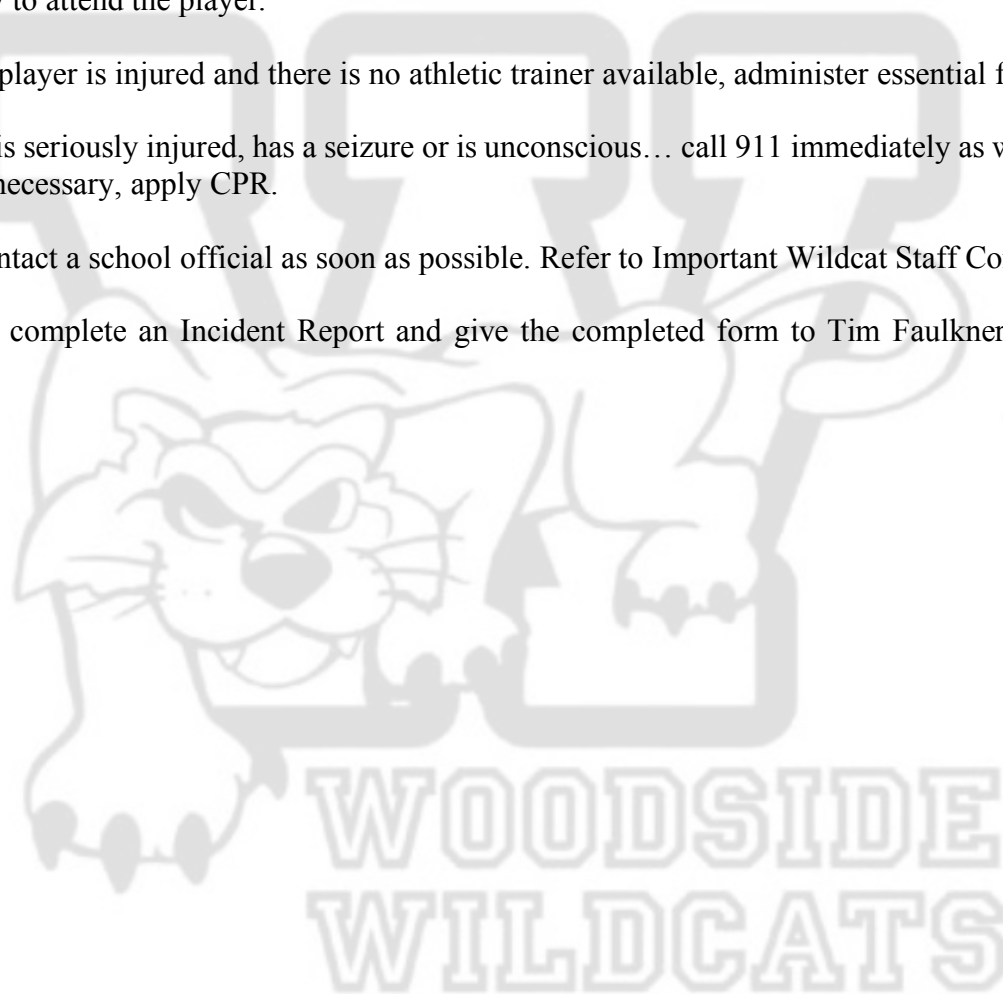 to attend the player.
player is injured and there is no athletic trainer available, administer essential
is seriously injured, has a seizure or is unconscious… call 911 immediately as
necessary, apply CPR.
a school official as soon as possible. Refer to Important Wildcat Staff
complete an Incident Report and give the completed form to Tim Faulkner
WOODSIDE
WILDCATS